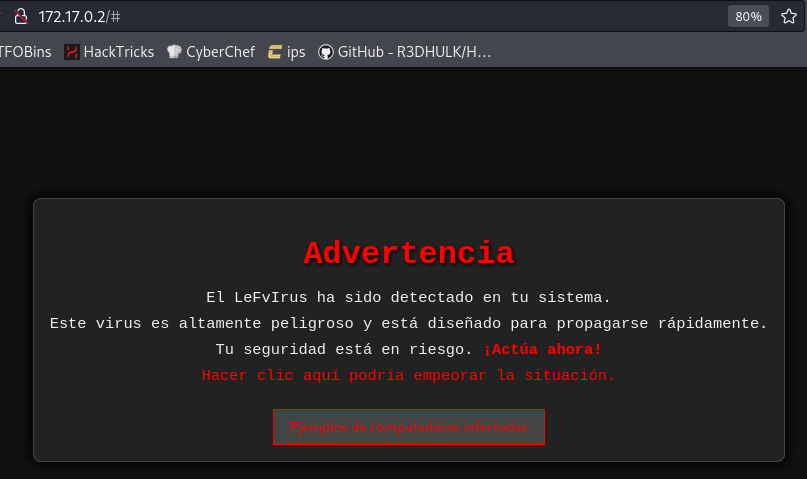 172.17.0.2/#
80%
TFOBins HackTricks CyberChef ips GitHub - R3DHULK/H…
Advertencia
El LeFvIrus ha sido detectado en tu sistema.
Este virus es altamente peligroso y está diseñado para propagarse rápidamente.
Tu seguridad está en riesgo. ¡Actúa ahora!
Hacer clic aquí podría empeorar la situación.
Ejemplos de computadoras infectadas